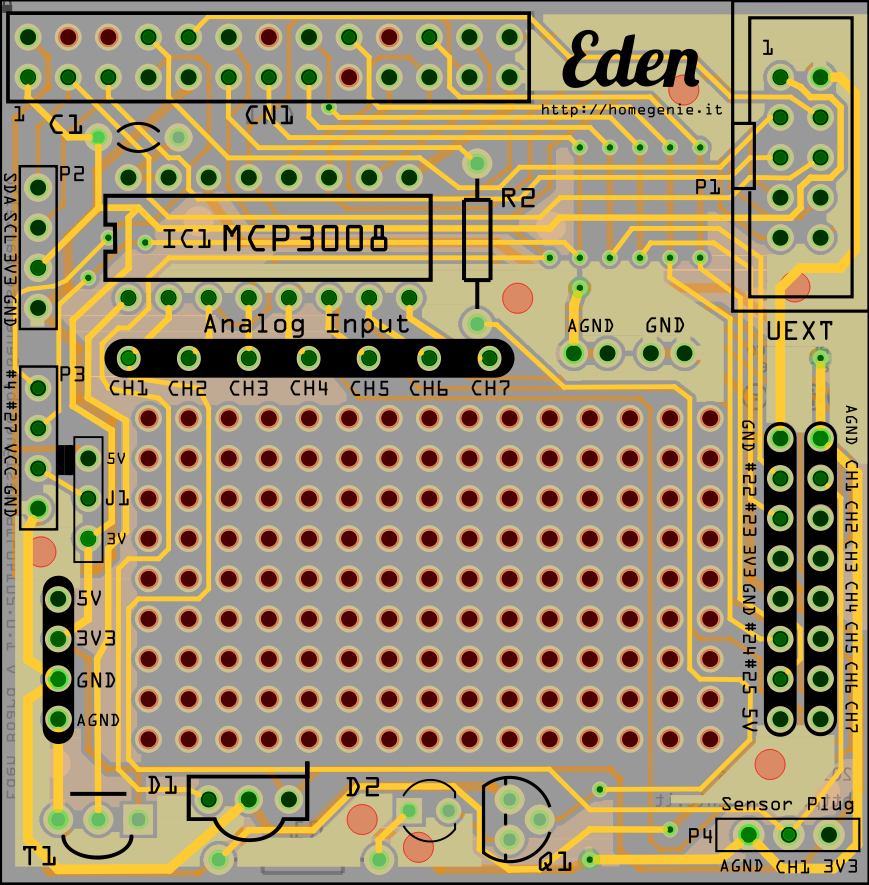 Eden
http://homegenie.it
1
1
C1
CN1
P2
SDA SCL 3V3 GND
P1
R2
IC1 MCP3008
Analog Input
AGND GND
UEXT
CH1 CH2 CH3 CH4 CH5 CH6 CH7
P3
#4 #27 VCC GND
5V
J1
3V
5V
3V3
GND
AGND
GND #22 #23 3V3 GND #24 #25 5V
AGND CH1 CH2 CH3 CH4 CH5 CH6 CH7
D1
D2
T1
Q1
Sensor Plug
P4
AGND CH1 3V3